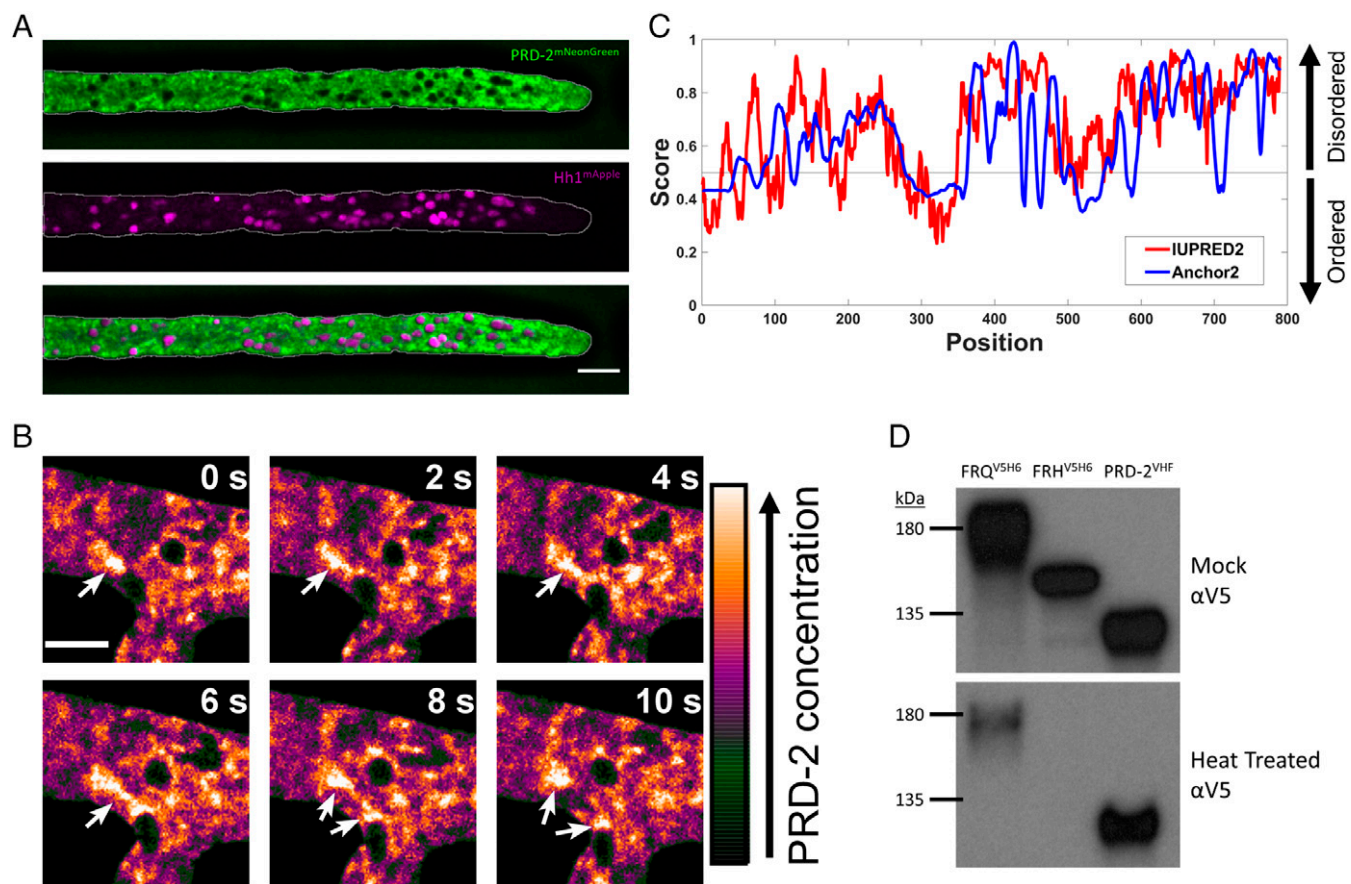 A
PRD-2mNeonGreen
Hh1mApple
B
0 s
2 s
4 s
6 s
8 s
10 s
PRD-2 concentration
C
Score
1
0.8
0.6
0.4
0.2
0
0
100
200
300
400
500
600
700
800
Position
IUPRED2
Anchor2
Disordered
Ordered
D
FRQV5H6 FRHV5H6 PRD-2VHF
kDa
180
135
Mock
αV5
180
135
Heat Treated
αV5